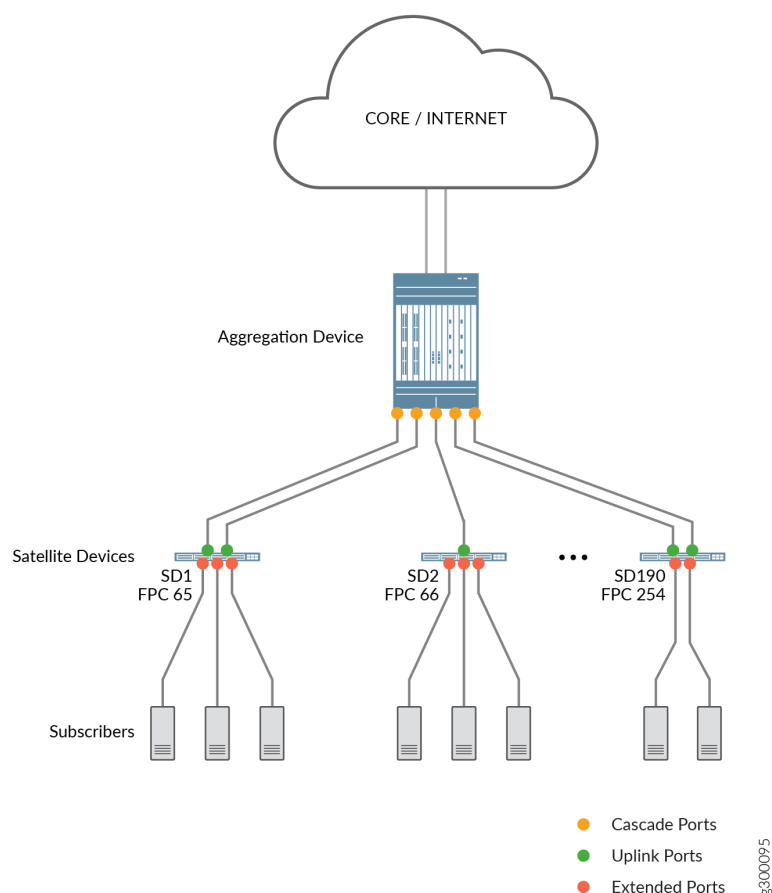 CORE / INTERNET
Aggregation Device
Satellite Devices
SD1
FPC 65
SD2
FPC 66
SD190
FPC 254
Subscribers
Cascade Ports
Uplink Ports
Extended Ports
g300095